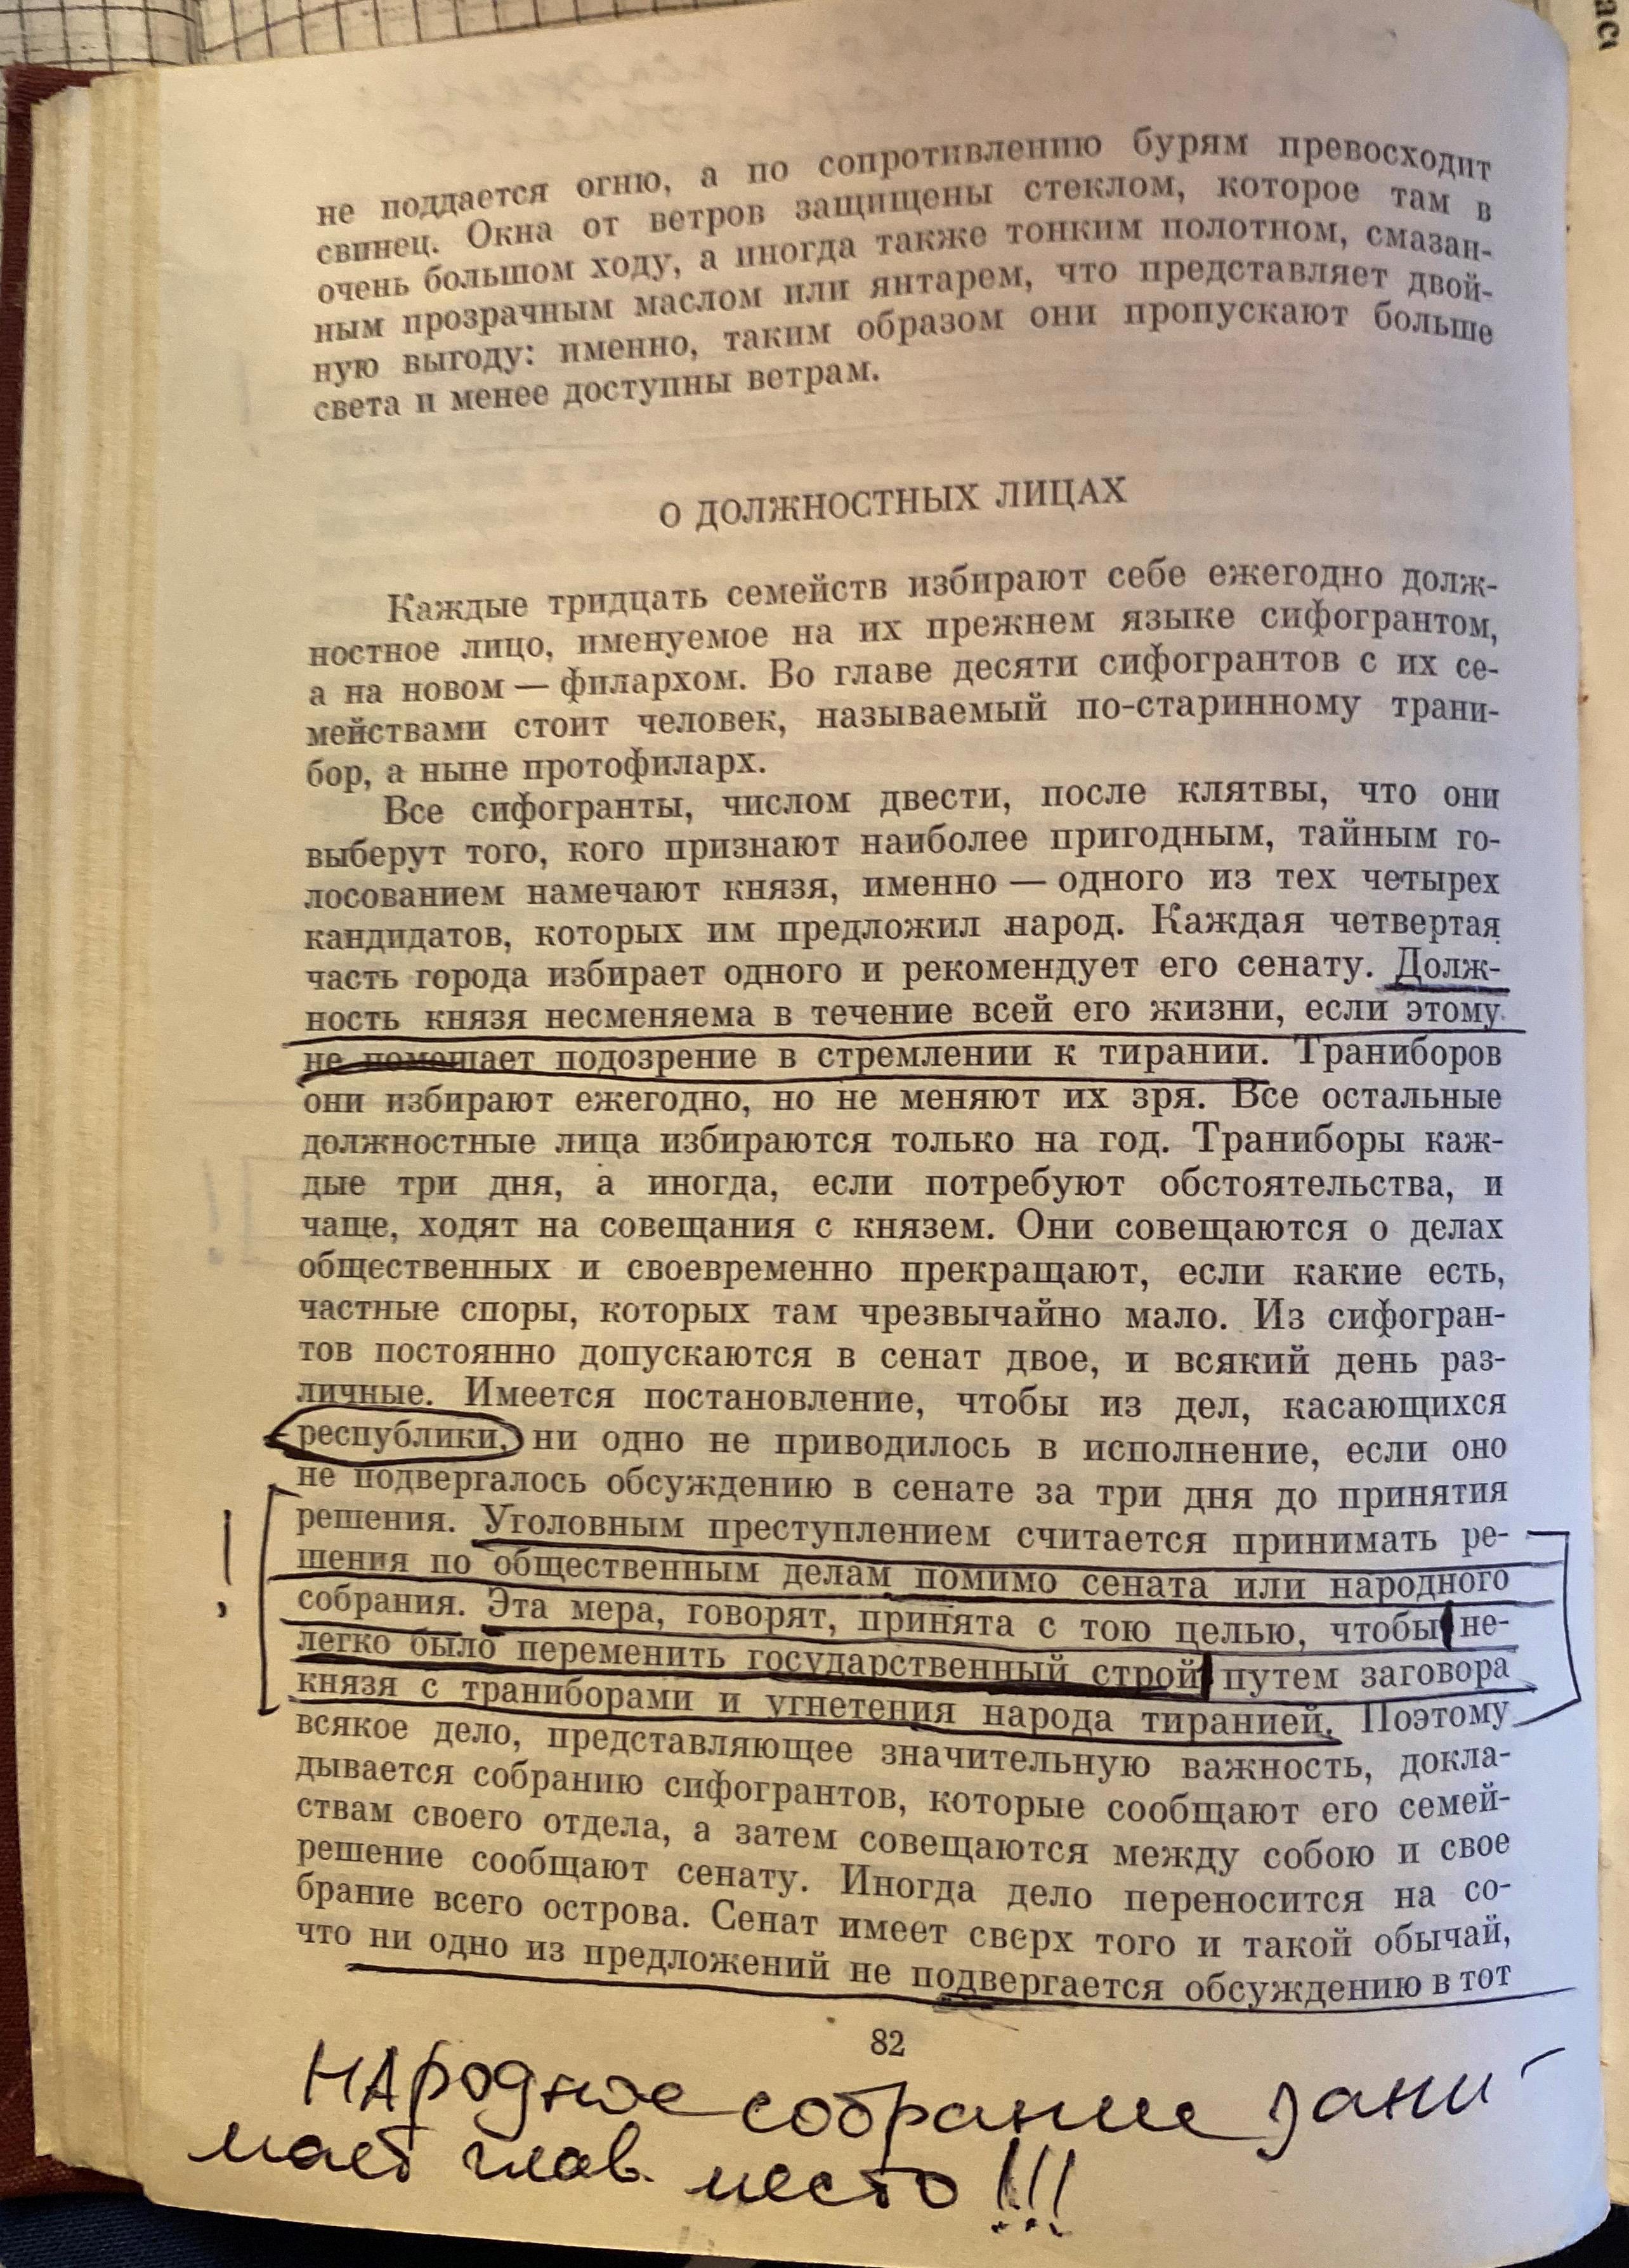 не поддается огню, а по сопротивлению бурям превосходит
свинец. Окна от ветров защищены стеклом, которое там в
очень большом ходу, а иногда также тонким полотном, смазан-
ным прозрачным маслом или янтарем, что представляет двой-
ную выгоду: именно, таким образом они пропускают больше
света и менее доступны ветрам.
О ДОЛЖНОСТНЫХ ЛИЦАХ
Каждые тридцать семейств избирают себе ежегодно долж-
ностное лицо, именуемое на их прежнем языке сифогрантом,
а на новом — филархом. Во главе десяти сифогрантов с их се-
мействами стоит человек, называемый по-старинному трани-
бор, а ныне протофиларх.
Все сифогранты, числом двести, после клятвы, что они
выберут того, кого признают наиболее пригодным, тайным го-
лосованием намечают князя, именно — одного из тех четырех
кандидатов, которых им предложил народ. Каждая четвертая
часть города избирает одного и рекомендует его сенату. Долж-
ность князя несменяема в течение всей его жизни, если этому
не помешает подозрение в стремлении к тирании. Траниборов
они избирают ежегодно, но не меняют их зря. Все остальные
должностные лица избираются только на год. Траниборы каж-
дые три дня, а иногда, если потребуют обстоятельства, и
чаще, ходят на совещания с князем. Они совещаются о делах
общественных и своевременно прекращают, если какие есть,
частные споры, которых там чрезвычайно мало. Из сифогран-
тов постоянно допускаются в сенат двое, и всякий день раз-
личные. Имеется постановление, чтобы из дел, касающихся
республики, ни одно не приводилось в исполнение, если оно
не подвергалось обсуждению в сенате за три дня до принятия
решения. Уголовным преступлением считается принимать ре-
шения по общественным делам помимо сената или народного
собрания. Эта мера, говорят, принята с тою целью, чтобы не-
легко было переменить государственный строй путем заговора
князя с траниборами и угнетения народа тиранией. Поэтому
всякое дело, представляющее значительную важность, докла-
дывается собранию сифогрантов, которые сообщают его семей-
ствам своего отдела, а затем совещаются между собою и свое
решение сообщают сенату. Иногда дело переносится на со-
брание всего острова. Сенат имеет сверх того и такой обычай,
что ни одно из предложений не подвергается обсуждению в тот
82
НАродное собрание зани-
мает глав. место!!!